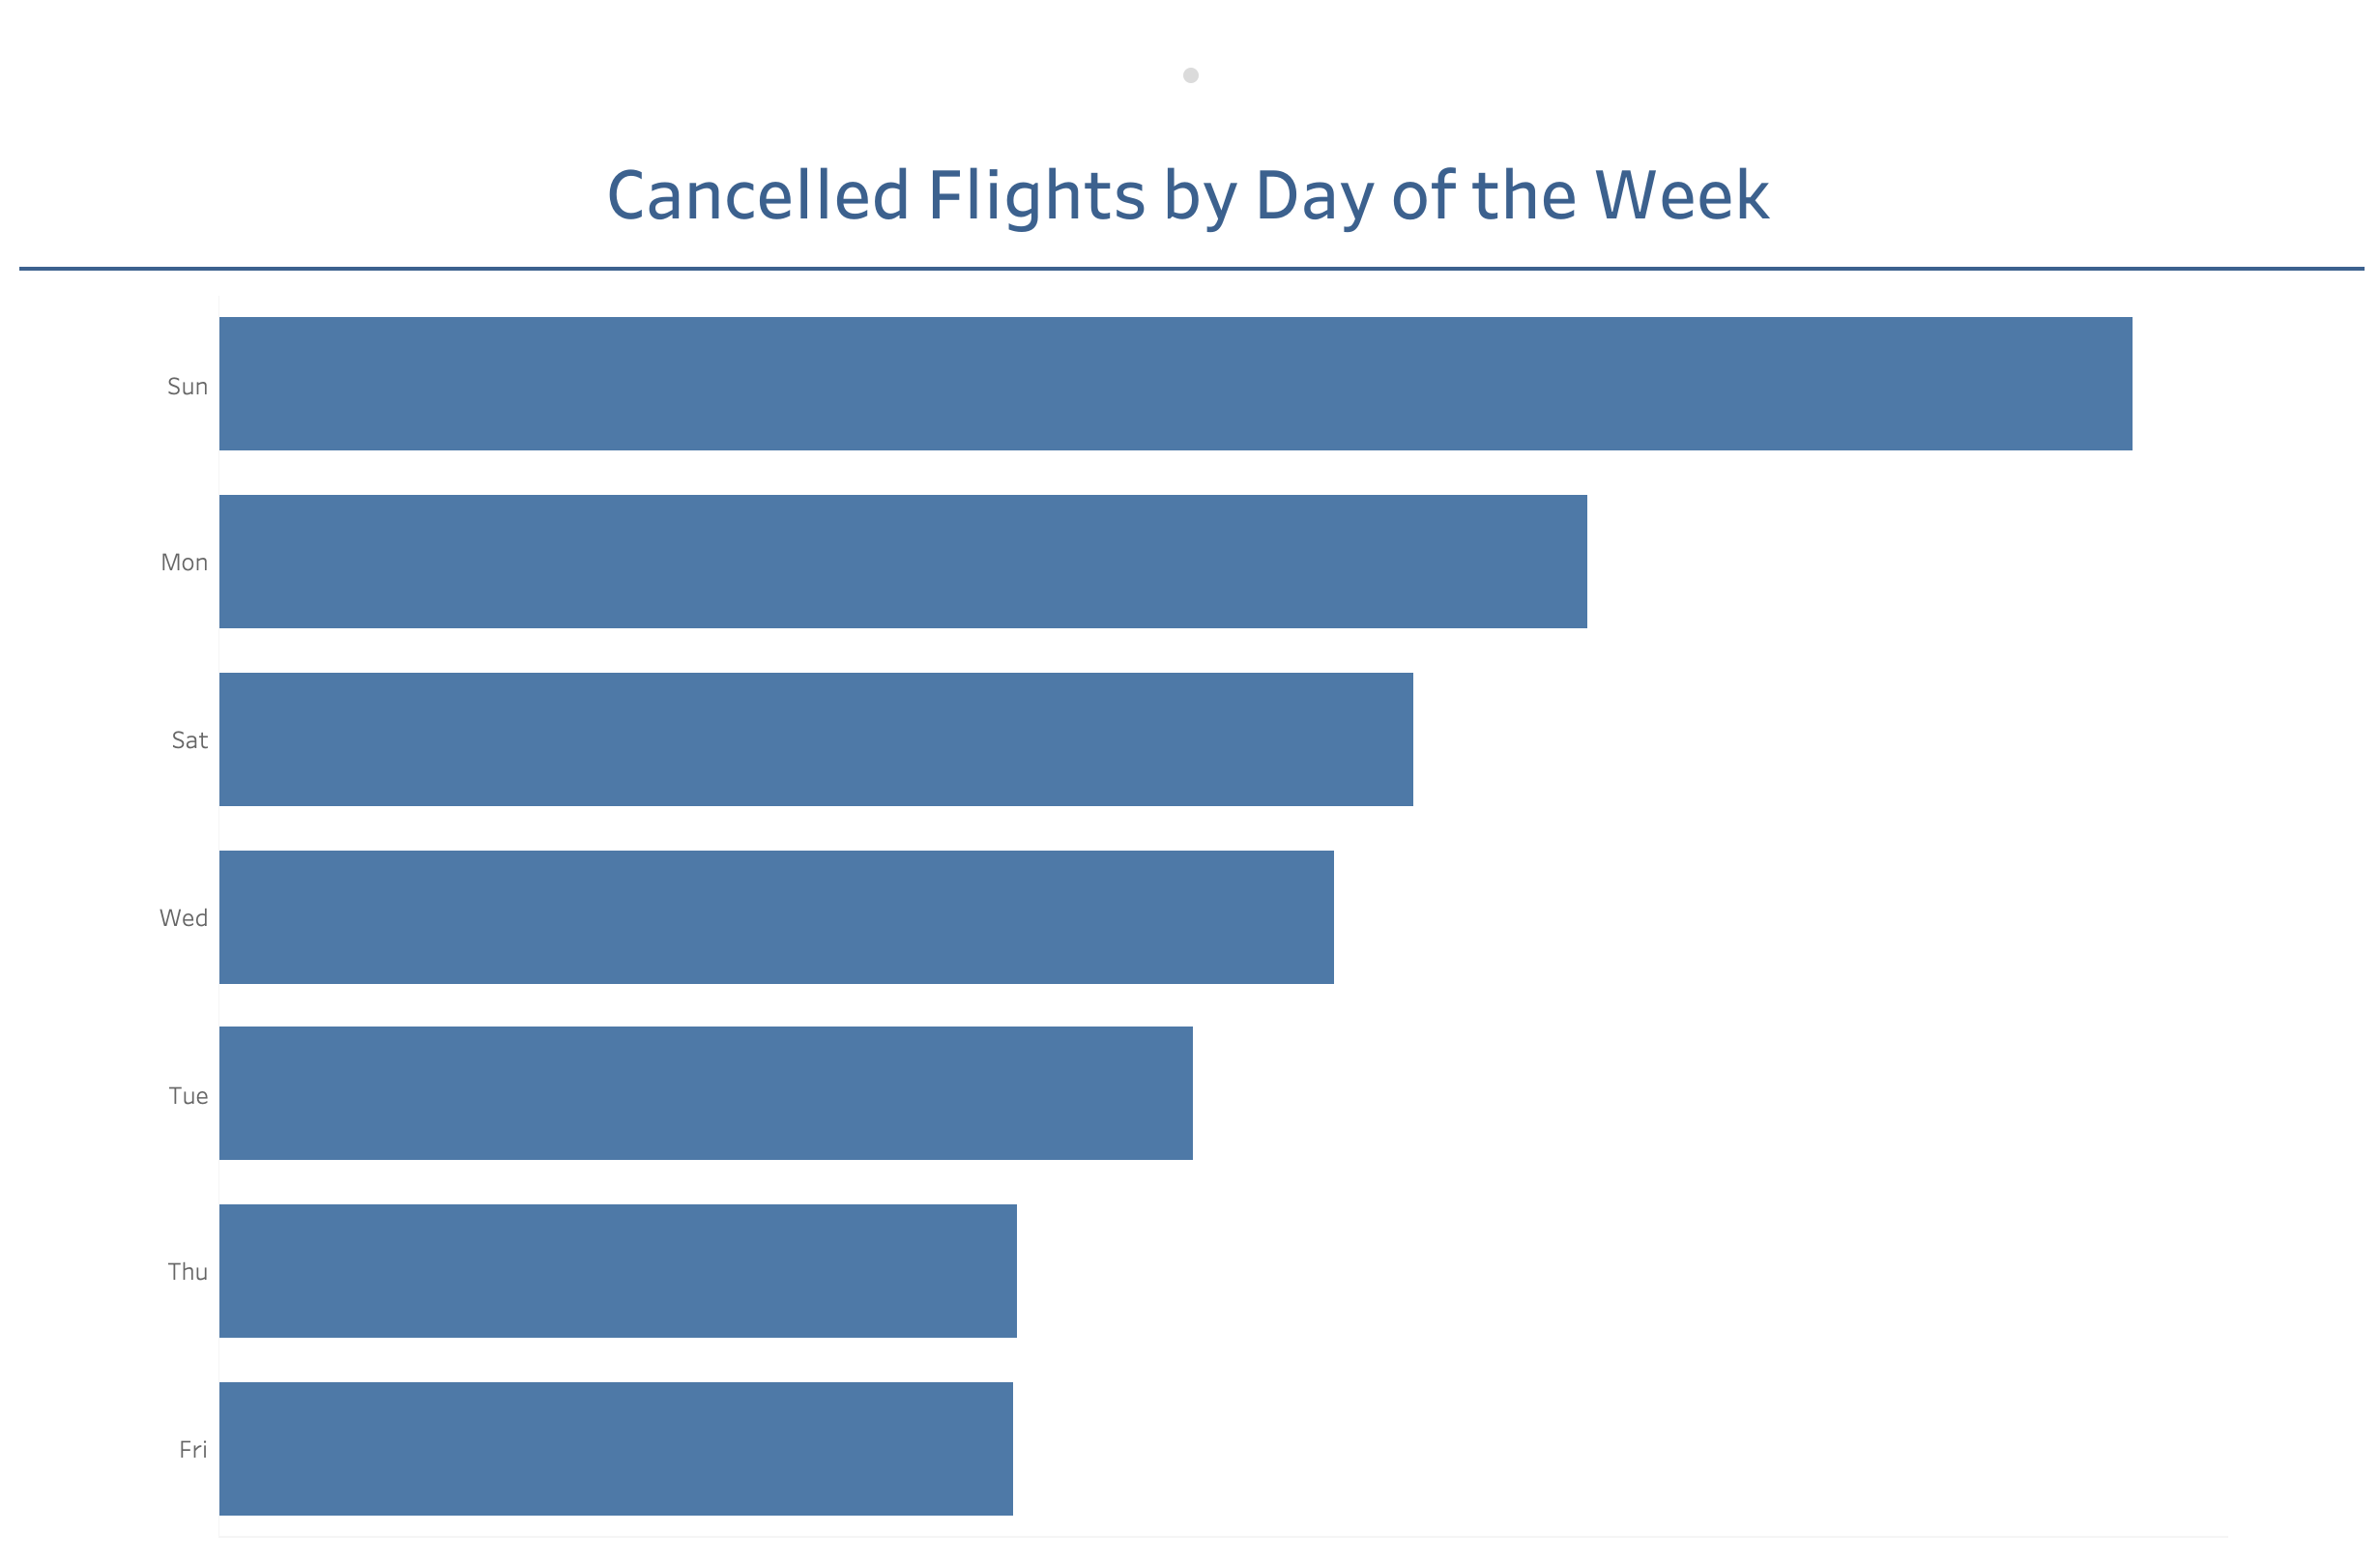 Cancelled Flights by Day of the Week
Sun
Mon
Sat
Wed
Tue
Thu
Fri